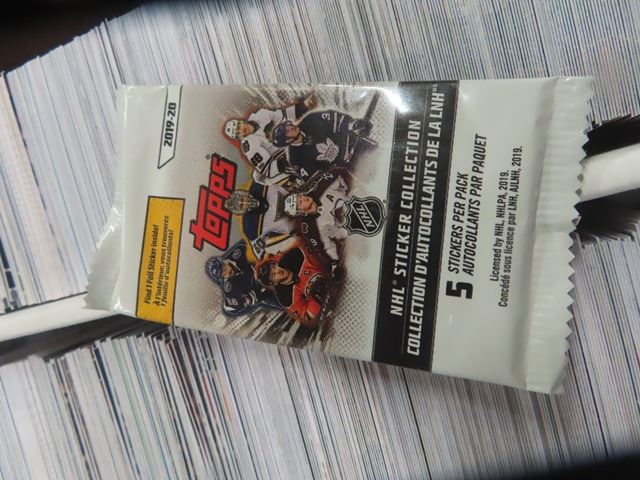 2019-20
topps
Find 1 Foil Sticker inside!
À l'intérieur, vous trouverez
1 feuille d'autocollants!
NHL
NHL® STICKER COLLECTION
COLLECTION D'AUTOCOLLANTS DE LA LNH
5 STICKERS PER PACK
AUTOCOLLANTS PAR PAQUET
Licensed by NHL, NHLPA, 2019.
Concédé sous licence par LNH, AJLNH, 2019.